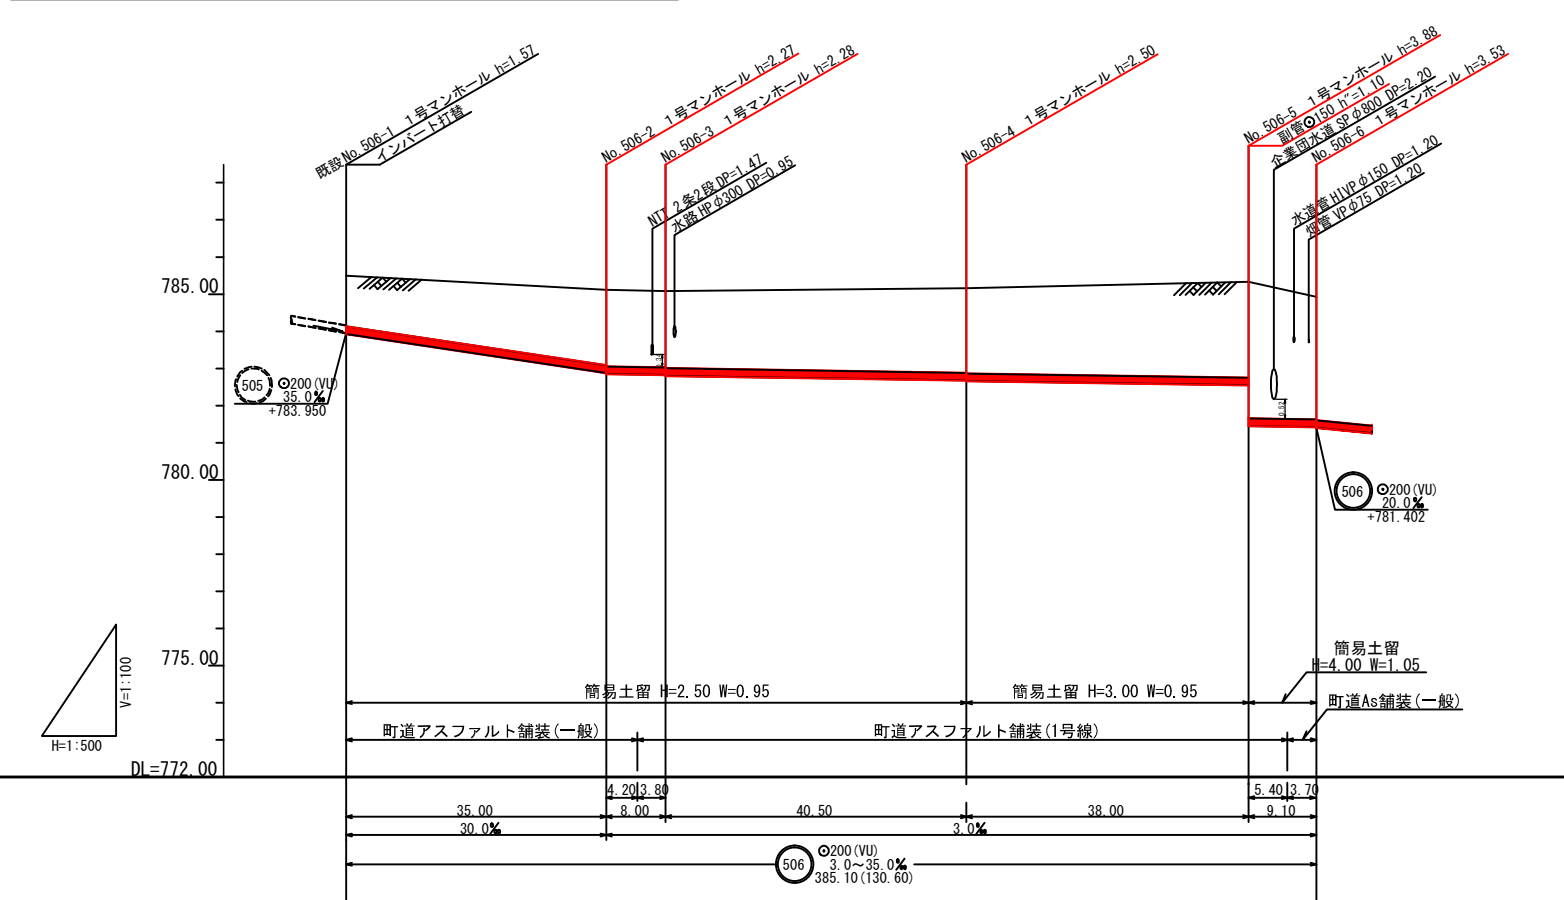 既設No.506-1 1号マンホール h=1.57
インバート打替
No.506-2 1号マンホール h=2.27
No.506-3 1号マンホール h=2.28
NTT 2条2段 DP=1.47
水路 HPφ300 DP=0.95
No.506-4 1号マンホール h=2.50
No.506-5 1号マンホール h=3.88
副管⊙150 h"=1.10
企業団水道 SPφ800 DP=2.20
No.506-6 1号マンホール h=3.53
水道管 HIVPφ150 DP=1.20
畑管 VPφ75 DP=1.20
785.00
505 ⊙200(VU)
35.0‰
+783.950
0.62
780.00
506 ⊙200(VU)
20.0‰
+781.402
775.00
簡易土留
H=4.00 W=1.05
簡易土留 H=2.50 W=0.95
簡易土留 H=3.00 W=0.95
町道As舗装(一般)
V=1:100
H=1:500
町道アスファルト舗装(一般)
町道アスファルト舗装(1号線)
DL=772.00
4.20 3.80 5.40 3.70
35.00 8.00 40.50 38.00 9.10
30.0‰ 3.0‰
506 ⊙200(VU)
3.0～35.0‰
385.10(130.60)